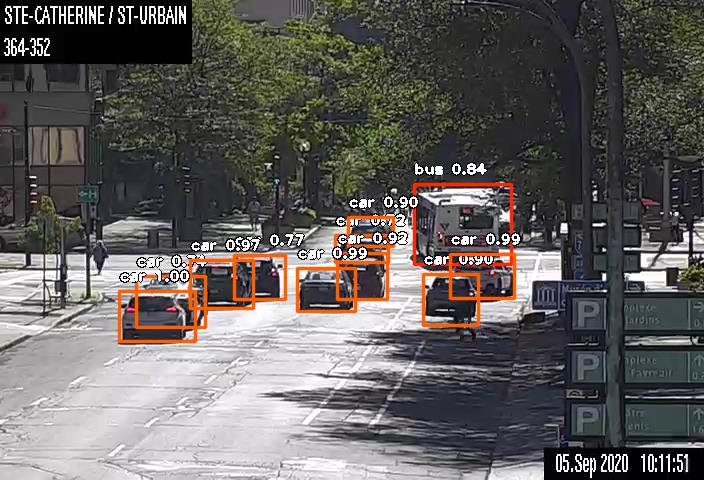 STE-CATHERINE / ST-URBAIN
364-352
bus 0.84
car 0.90
car 0.92
car 0.99
car 0.97
0.77
car 0.99
car 0.90
car 1.00
P
P
P
05.Sep 2020 10:11:51